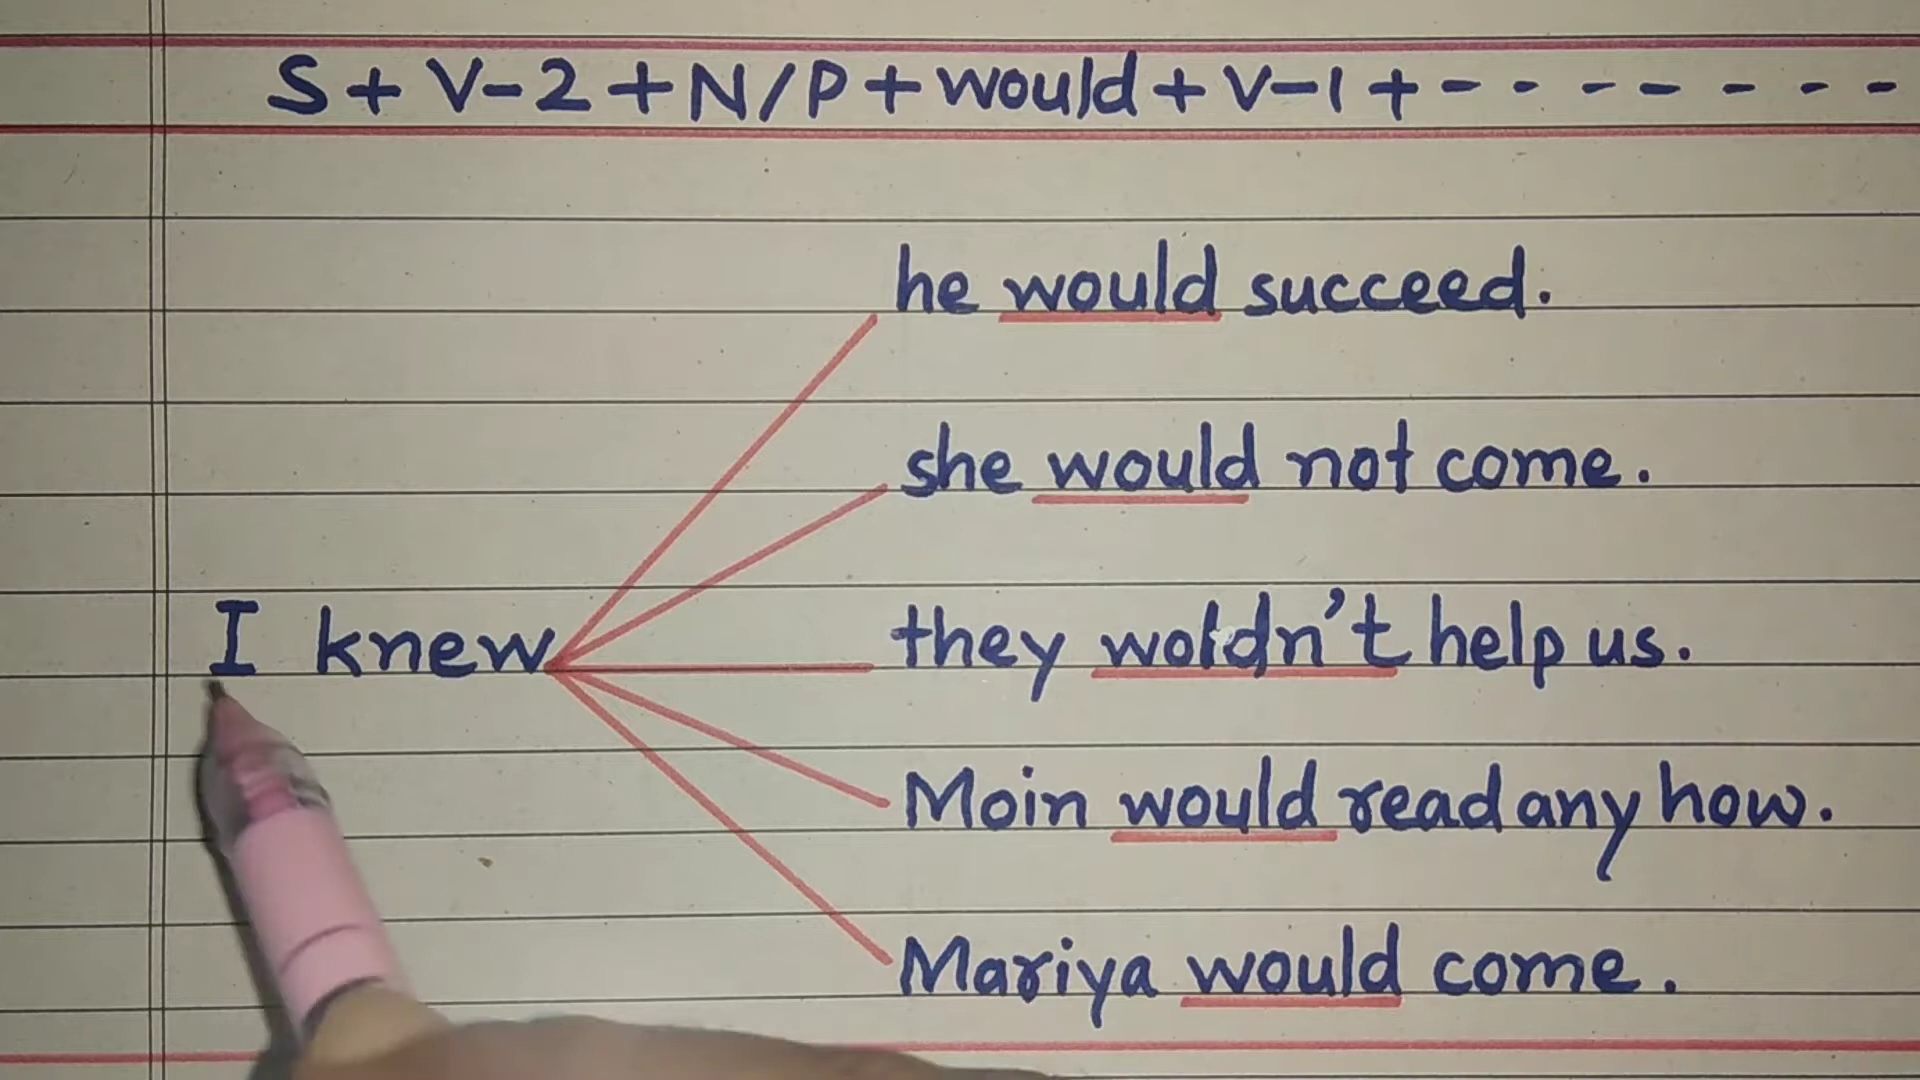 S + V-2 + N/P + would + V-1 + - - - - - - -
he would succeed.
she would not come.
I knew they woldn't help us.
Moin would read any how.
Mariya would come.